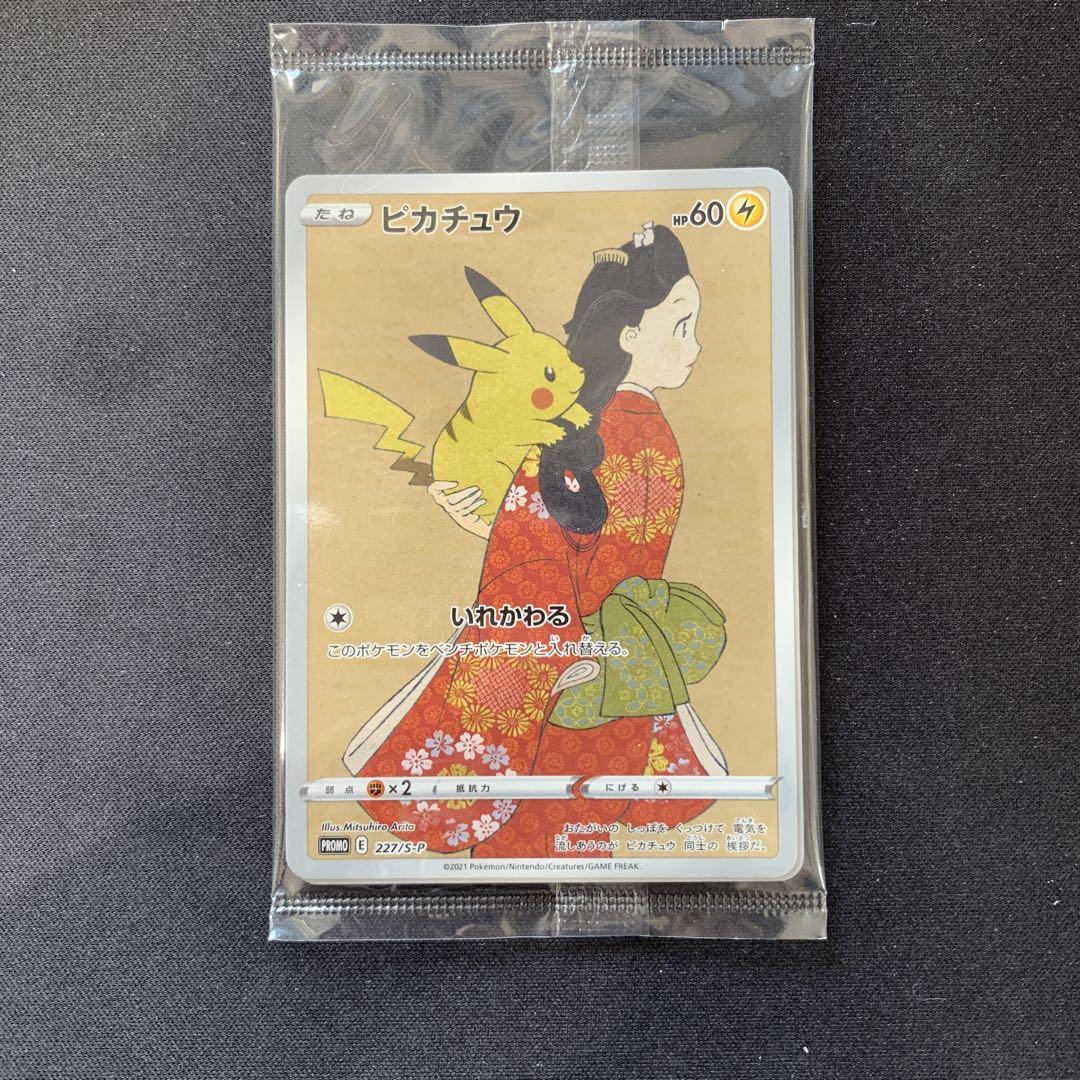 たね ピカチュウ HP60
いれかわる
このポケモンをベンチポケモンと入れ替える。
弱点 ×2 抵抗力 にげる
Illus.Mitsuhiro Arita
PROMO E 227/S-P
おたがいの しっぽを くっつけて 電気を
流しあうのが ピカチュウ 同士の 挨拶だ。
©2021 Pokémon/Nintendo/Creatures/GAME FREAK.